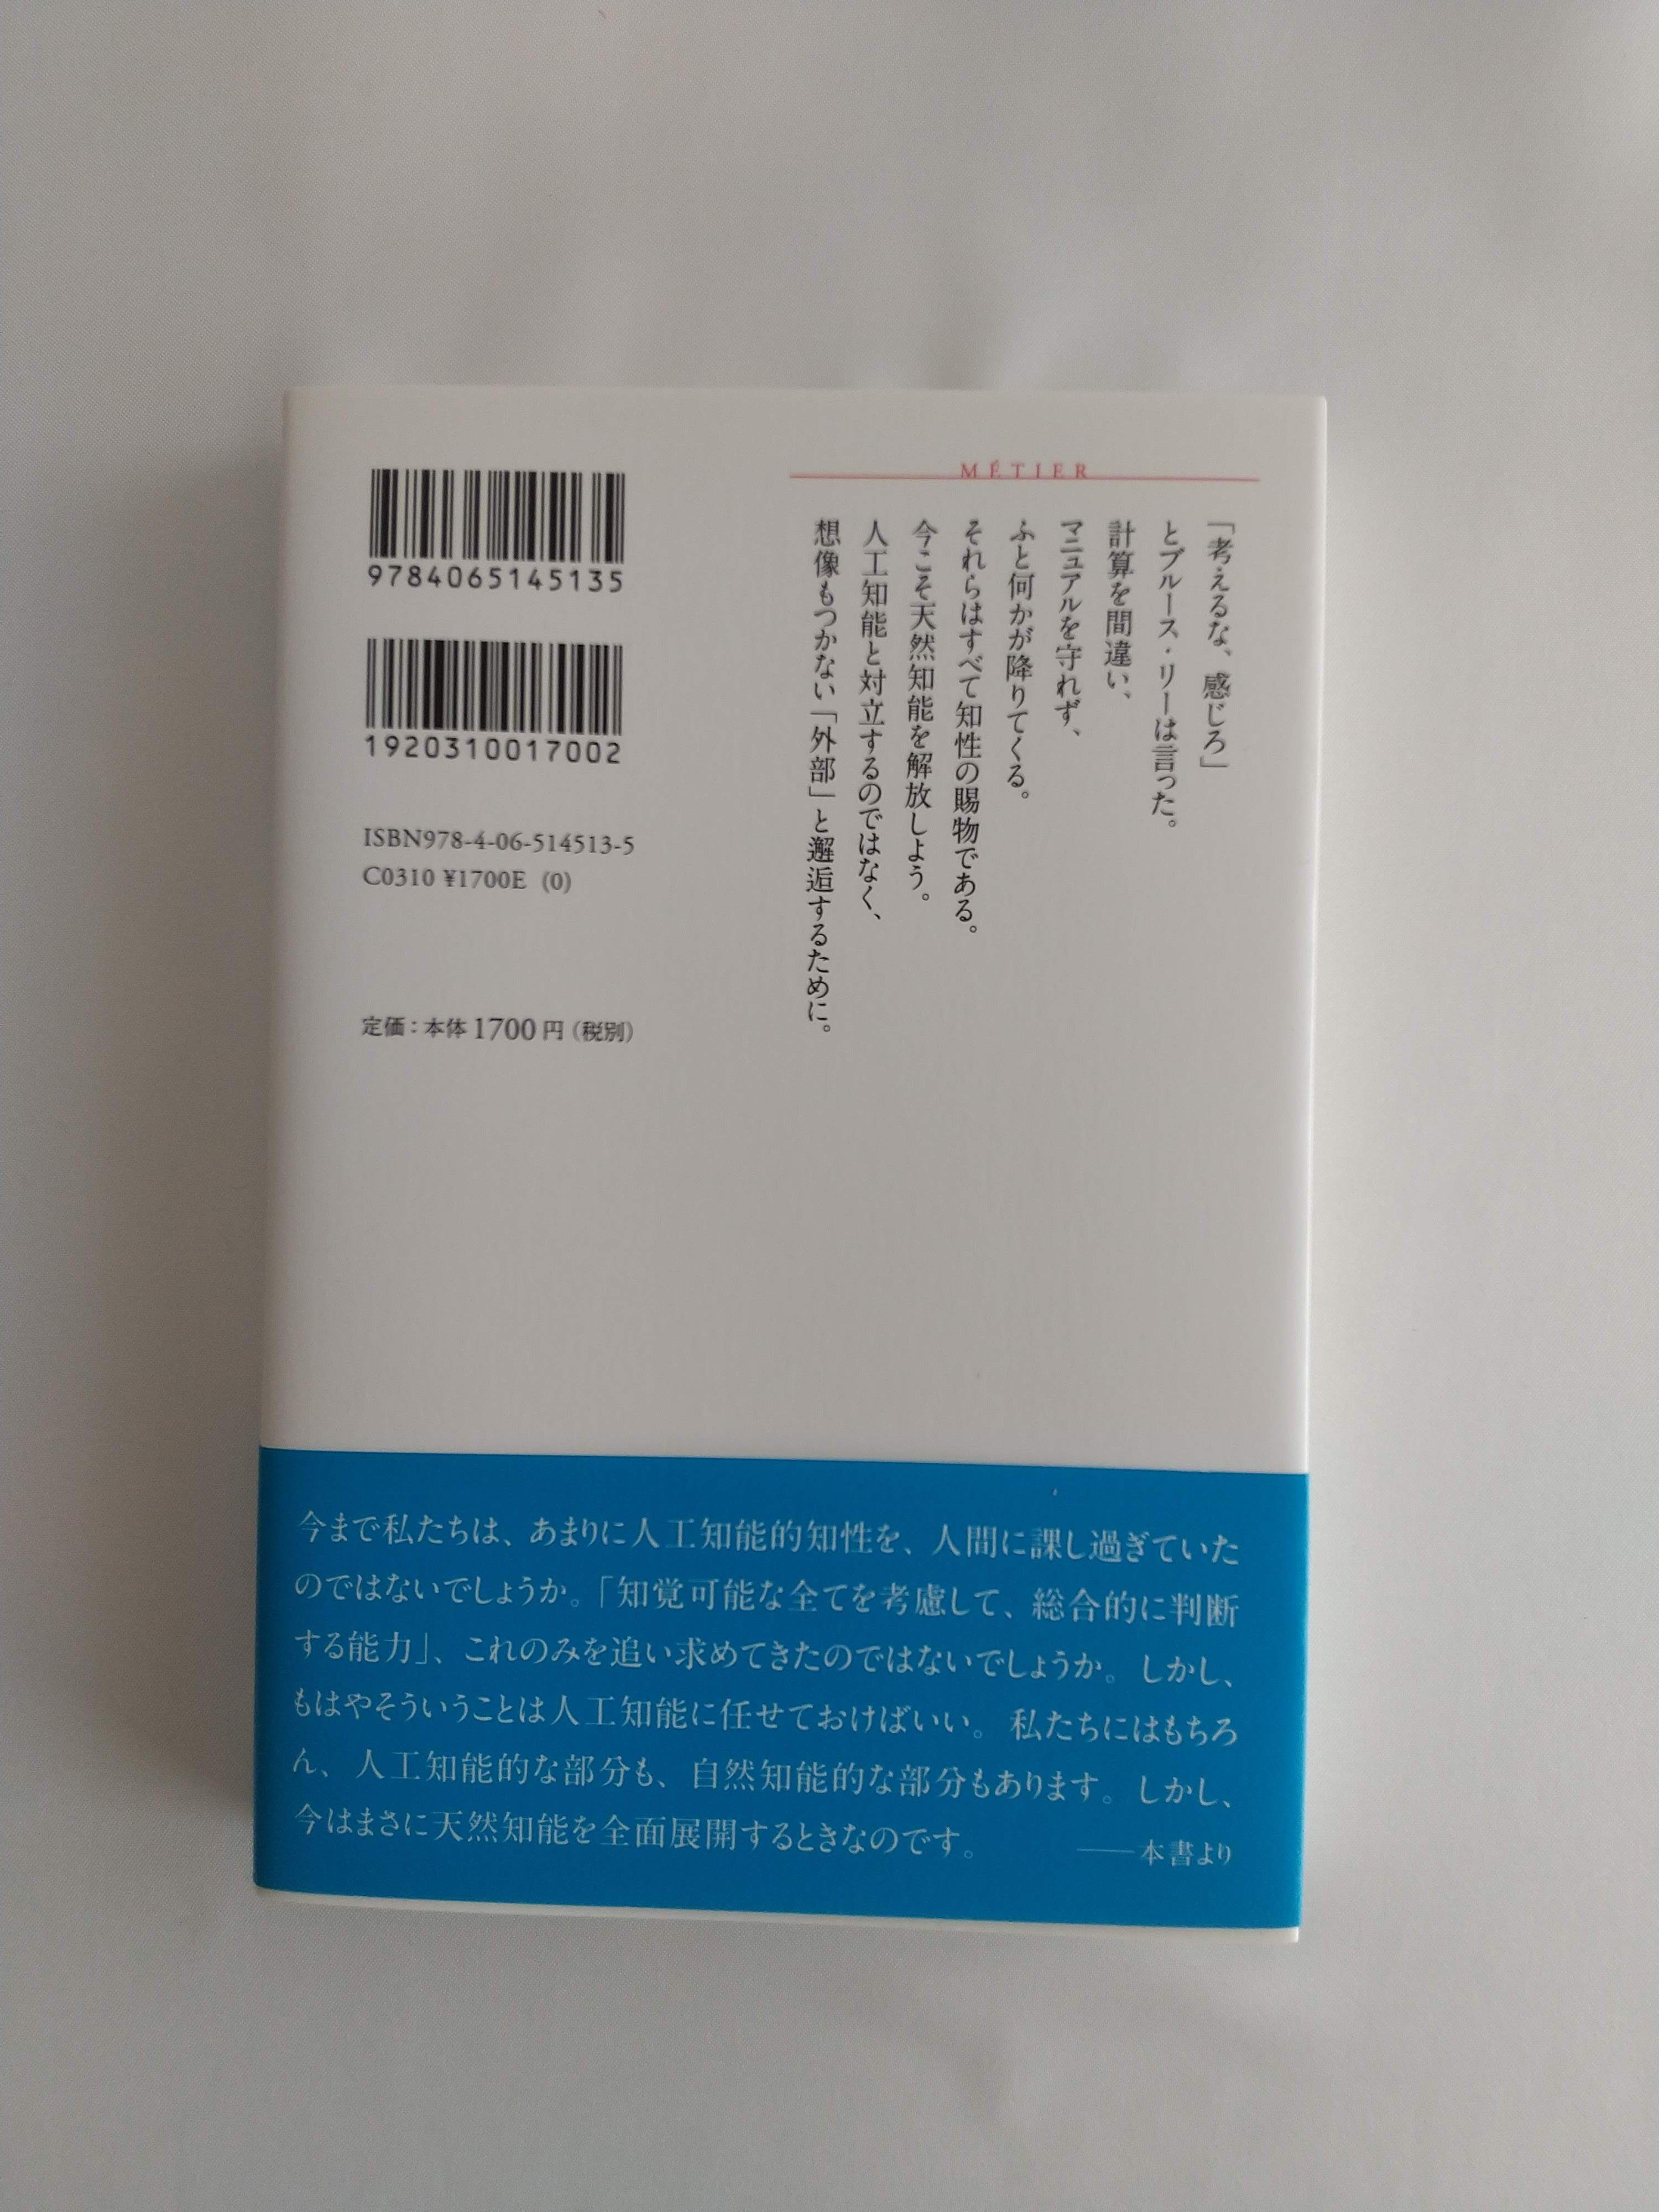 MÉTIER
「考えるな、感じろ」
とブルース・リーは言った。
計算を間違い、
マニュアルを守れず、
ふと何かが降りてくる。
それらはすべて知性の賜物である。
今こそ天然知能を解放しよう。
人工知能と対立するのではなく、
想像もつかない「外部」と邂逅するために。
9784065145135
1920310017002
ISBN978-4-06-514513-5
C0310 ¥1700E (0)
定価：本体1700円（税別）
今まで私たちは、あまりに人工知能的知性を、人間に課し過ぎていた
のではないでしょうか。「知覚可能な全てを考慮して、総合的に判断
する能力」、これのみを追い求めてきたのではないでしょうか。しかし、
もはやそういうことは人工知能に任せておけばいい。私たちにはもちろ
ん、人工知能的な部分も、自然知能的な部分もあります。しかし、
今はまさに天然知能を全面展開するときなのです。
——本書より